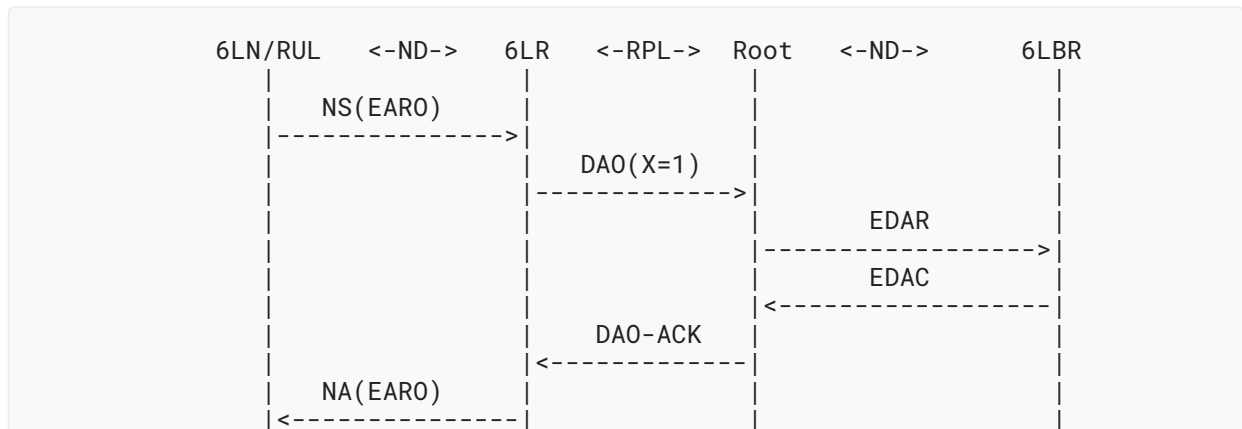 6LN/RUL <-ND-> 6LR <-RPL-> Root <-ND-> 6LBR
NS(EARO)
DAO(X=1)
EDAR
EDAC
DAO-ACK
NA(EARO)